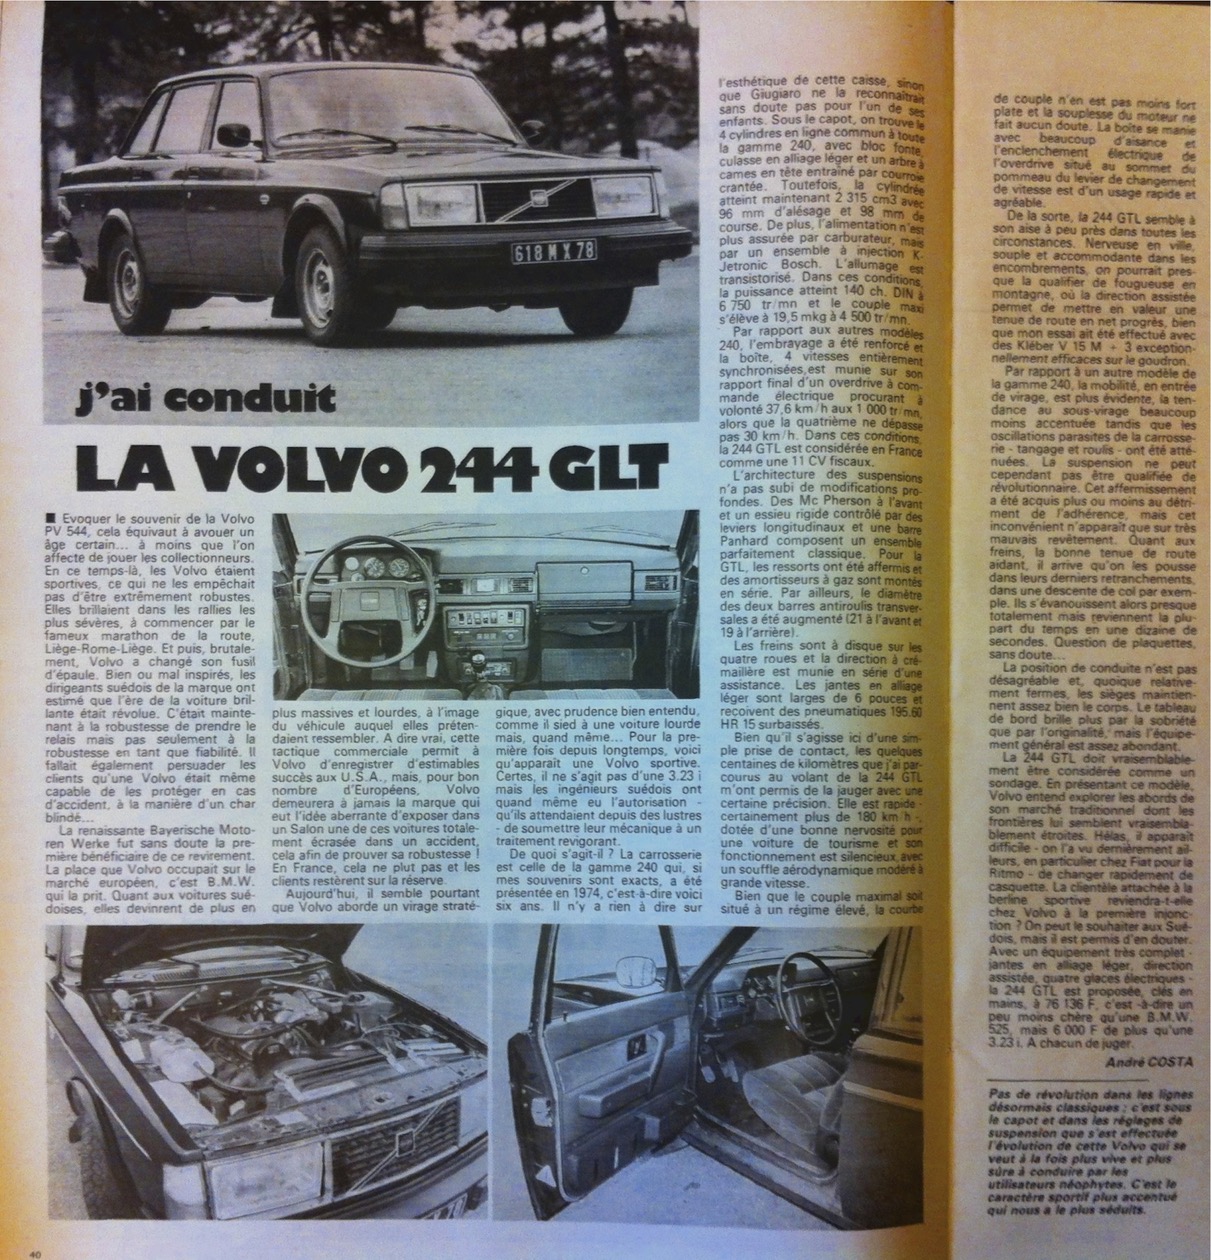 618 M X 78
j'ai conduit
LA VOLVO 244 GLT
■ Evoquer le souvenir de la Volvo
PV 544, cela équivaut à avouer un
âge certain... à moins que l'on
affecte de jouer les collectionneurs.
En ce temps-là, les Volvo étaient
sportives, ce qui ne les empêchait
pas d'être extrêmement robustes.
Elles brillaient dans les rallies les
plus sévères, à commencer par le
fameux marathon de la route,
Liège-Rome-Liège. Et puis, brutale-
ment, Volvo a changé son fusil
d'épaule. Bien ou mal inspirés, les
dirigeants suédois de la marque ont
estimé que l'ère de la voiture bril-
lante était révolue. C'était mainte-
nant à la robustesse de prendre le
relais mais pas seulement à la
robustesse en tant que fiabilité. Il
fallait également persuader les
clients qu'une Volvo était même
capable de les protéger en cas
d'accident, à la manière d'un char
blindé...
La renaissante Bayerische Moto-
ren Werke fut sans doute la pre-
mière bénéficiaire de ce revirement.
La place que Volvo occupait sur le
marché européen, c'est B.M.W.
qui la prit. Quant aux voitures sué-
doises, elles devinrent de plus en
plus massives et lourdes, à l'image
du véhicule auquel elles préten-
daient ressembler. A dire vrai, cette
tactique commerciale permit à
Volvo d'enregistrer d'estimables
succès aux U.S.A., mais, pour bon
nombre d'Européens, Volvo
demeurera à jamais la marque qui
eut l'idée aberrante d'exposer dans
un Salon une de ces voitures totale-
ment écrasée dans un accident,
cela afin de prouver sa robustesse !
En France, cela ne plut pas et les
clients restèrent sur la réserve.
Aujourd'hui, il semble pourtant
que Volvo aborde un virage straté-
gique, avec prudence bien entendu,
comme il sied à une voiture lourde
mais, quand même... Pour la pre-
mière fois depuis longtemps, voici
qu'apparaît une Volvo sportive.
Certes, il ne s'agit pas d'une 3.23 i
mais les ingénieurs suédois ont
quand même eu l'autorisation -
qu'ils attendaient depuis des lustres
- de soumettre leur mécanique à un
traitement revigorant.
De quoi s'agit-il ? La carrosserie
est celle de la gamme 240 qui, si
mes souvenirs sont exacts, a été
présentée en 1974, c'est-à-dire voici
six ans. Il n'y a rien à dire sur
l'esthétique de cette caisse, sinon
que Giugiaro ne la reconnaîtrait
sans doute pas pour l'un de ses
enfants. Sous le capot, on trouve le
4 cylindres en ligne commun à toute
la gamme 240, avec bloc fonte,
culasse en alliage léger et un arbre à
cames en tête entraîné par courroie
crantée. Toutefois, la cylindrée
atteint maintenant 2 315 cm3 avec
96 mm d'alésage et 98 mm de
course. De plus, l'alimentation n'est
plus assurée par carburateur, mais
par un ensemble à injection K-
Jetronic Bosch. L'allumage est
transistorisé. Dans ces conditions,
la puissance atteint 140 ch. DIN à
6 750 tr/mn et le couple maxi
s'élève à 19,5 mkg à 4 500 tr/mn.
Par rapport aux autres modèles
240, l'embrayage a été renforcé et
la boîte, 4 vitesses entièrement
synchronisées, est munie sur son
rapport final d'un overdrive à com-
mande électrique procurant à
volonté 37,6 km/h aux 1 000 tr/mn,
alors que la quatrième ne dépasse
pas 30 km/h. Dans ces conditions,
la 244 GTL est considérée en France
comme une 11 CV fiscaux.
L'architecture des suspensions
n'a pas subi de modifications pro-
fondes. Des Mc Pherson à l'avant
et un essieu rigide contrôlé par des
leviers longitudinaux et une barre
Panhard composent un ensemble
parfaitement classique. Pour la
GTL, les ressorts ont été affermis et
des amortisseurs à gaz sont montés
en série. Par ailleurs, le diamètre
des deux barres antiroulis transver-
sales a été augmenté (21 à l'avant et
19 à l'arrière).
Les freins sont à disque sur les
quatre roues et la direction à cré-
maillère est munie en série d'une
assistance. Les jantes en alliage
léger sont larges de 6 pouces et
reçoivent des pneumatiques 195.60
HR 15 surbaissés.
Bien qu'il s'agisse ici d'une sim-
ple prise de contact, les quelques
centaines de kilomètres que j'ai par-
courus au volant de la 244 GTL
m'ont permis de la jauger avec une
certaine précision. Elle est rapide -
certainement plus de 180 km/h -,
dotée d'une bonne nervosité pour
une voiture de tourisme et son
fonctionnement est silencieux, avec
un souffle aérodynamique modéré à
grande vitesse.
Bien que le couple maximal soit
situé à un régime élevé, la courbe
de couple n'en est pas moins fort
plate et la souplesse du moteur ne
fait aucun doute. La boîte se manie
avec beaucoup d'aisance et
l'enclenchement électrique de
l'overdrive situé au sommet du
pommeau du levier de changement
de vitesse est d'un usage rapide et
agréable.
De la sorte, la 244 GTL semble à
son aise à peu près dans toutes les
circonstances. Nerveuse en ville,
souple et accommodante dans les
encombrements, on pourrait pres-
que la qualifier de fougueuse en
montagne, où la direction assistée
permet de mettre en valeur une
tenue de route en net progrès, bien
que mon essai ait été effectué avec
des Kléber V 15 M + 3 exception-
nellement efficaces sur le goudron.
Par rapport à un autre modèle de
la gamme 240, la mobilité, en entrée
de virage, est plus évidente, la ten-
dance au sous-virage beaucoup
moins accentuée tandis que les
oscillations parasites de la carrosse-
rie - tangage et roulis - ont été atté-
nuées. La suspension ne peut
cependant pas être qualifiée de
révolutionnaire. Cet affermissement
a été acquis plus ou moins au détri-
ment de l'adhérence, mais cet
inconvénient n'apparaît que sur très
mauvais revêtement. Quant aux
freins, la bonne tenue de route
aidant, il arrive qu'on les pousse
dans leurs derniers retranchements,
dans une descente de col par exem-
ple. Ils s'évanouissent alors presque
totalement mais reviennent la plu-
part du temps en une dizaine de
secondes. Question de plaquettes,
sans doute...
La position de conduite n'est pas
désagréable et, quoique relative-
ment fermes, les sièges maintien-
nent assez bien le corps. Le tableau
de bord brille plus par la sobriété
que par l'originalité, mais l'équipe-
ment général est assez abondant.
La 244 GTL doit vraisemblable-
ment être considérée comme un
sondage. En présentant ce modèle,
Volvo entend explorer les abords de
son marché traditionnel dont les
frontières lui semblent vraisembla-
blement étroites. Hélas, il apparaît
difficile - on l'a vu dernièrement ail-
leurs, en particulier chez Fiat pour la
Ritmo - de changer rapidement de
casquette. La clientèle attachée à la
berline sportive reviendra-t-elle
chez Volvo à la première injonc-
tion ? On peut le souhaiter aux Sué-
dois, mais il est permis d'en douter.
Avec un équipement très complet -
jantes en alliage léger, direction
assistée, quatre glaces électriques -
la 244 GTL est proposée, clés en
mains, à 76 136 F, c'est-à-dire un
peu moins chère qu'une B.M.W.
525, mais 6 000 F de plus qu'une
3.23 i. A chacun de juger.
André COSTA
Pas de révolution dans les lignes
désormais classiques ; c'est sous
le capot et dans les réglages de
suspension que s'est effectuée
l'évolution de cette Volvo qui se
veut à la fois plus vive et plus
sûre à conduire par les
utilisateurs néophytes. C'est le
caractère sportif plus accentué
qui nous a le plus séduits.
40